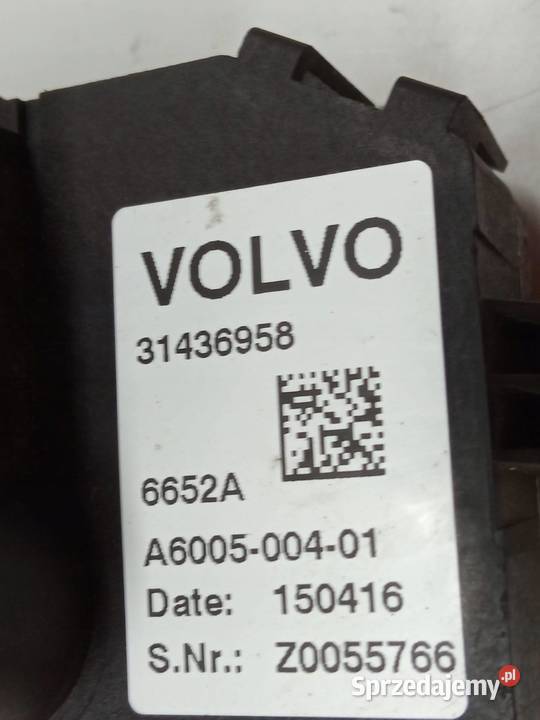 VOLVO
31436958
6652A
A6005-004-01
Date: 150416
S.Nr.: Z0055766
Sprzedajemy.pl